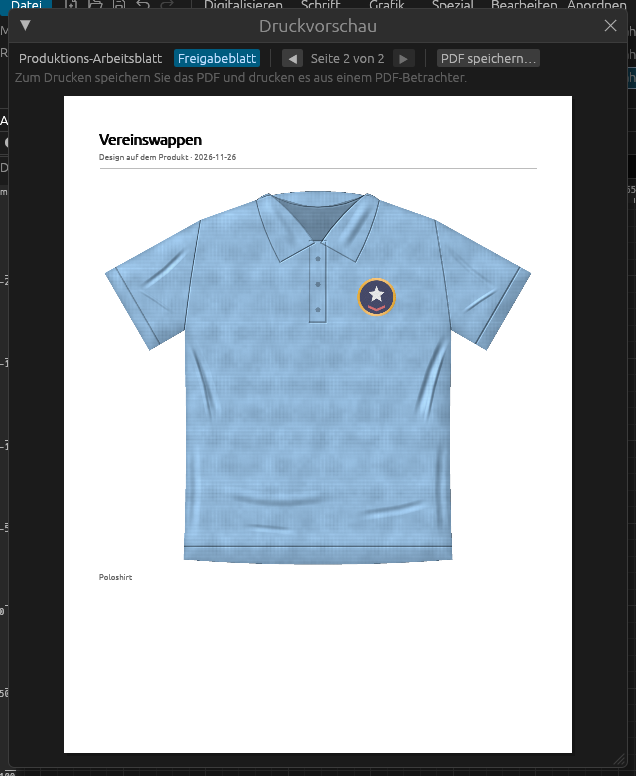 Datei Digitalisieren Schrift Grafik Spezial Bearbeiten Anordnen
Druckvorschau
Produktions-Arbeitsblatt Freigabeblatt Seite 2 von 2 PDF speichern...
Zum Drucken speichern Sie das PDF und drucken es aus einem PDF-Betrachter.
Vereinswappen
Design auf dem Produkt · 2026-11-26
Poloshirt